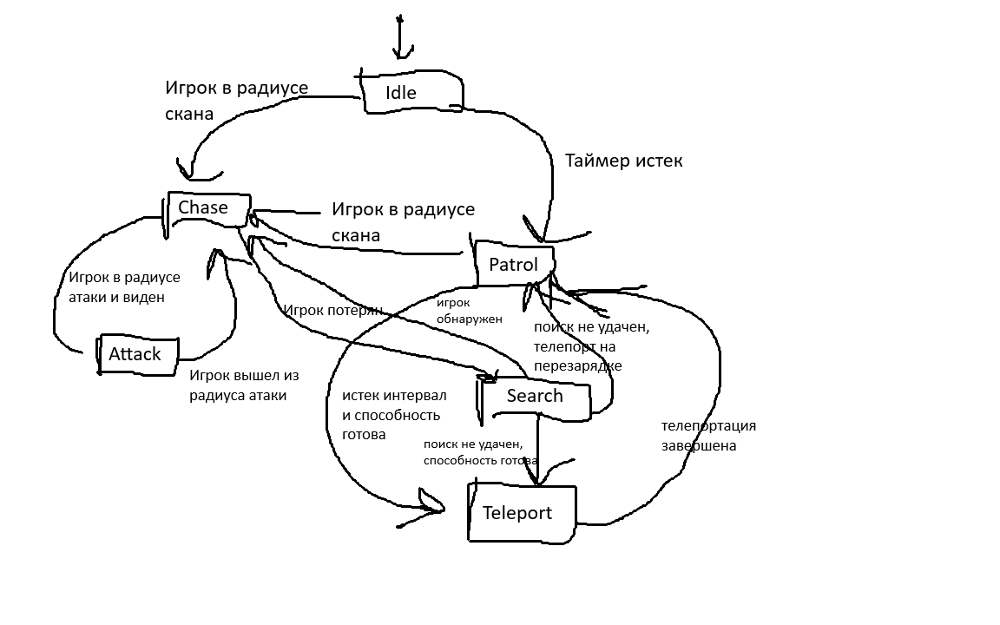 Idle
Игрок в радиусе
скана
Таймер истек
Chase
Игрок в радиусе
скана
Patrol
Игрок в радиусе
атаки и виден
Игрок потерян
игрок
обнаружен
поиск не удачен,
телепорт на
перезарядке
Attack
Игрок вышел из
радиуса атаки
истек интервал
и способность
готова
Search
телепортация
завершена
поиск не удачен,
способность готова
Teleport